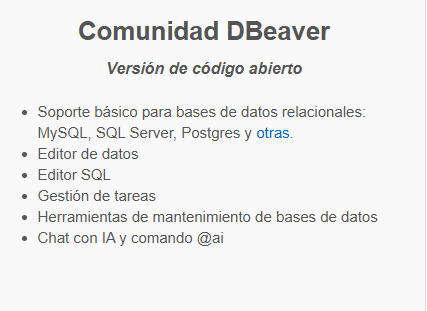 Comunidad DBeaver
Versión de código abierto
• Soporte básico para bases de datos relacionales:
MySQL, SQL Server, Postgres y otras.
• Editor de datos
• Editor SQL
• Gestión de tareas
• Herramientas de mantenimiento de bases de datos
• Chat con IA y comando @ai